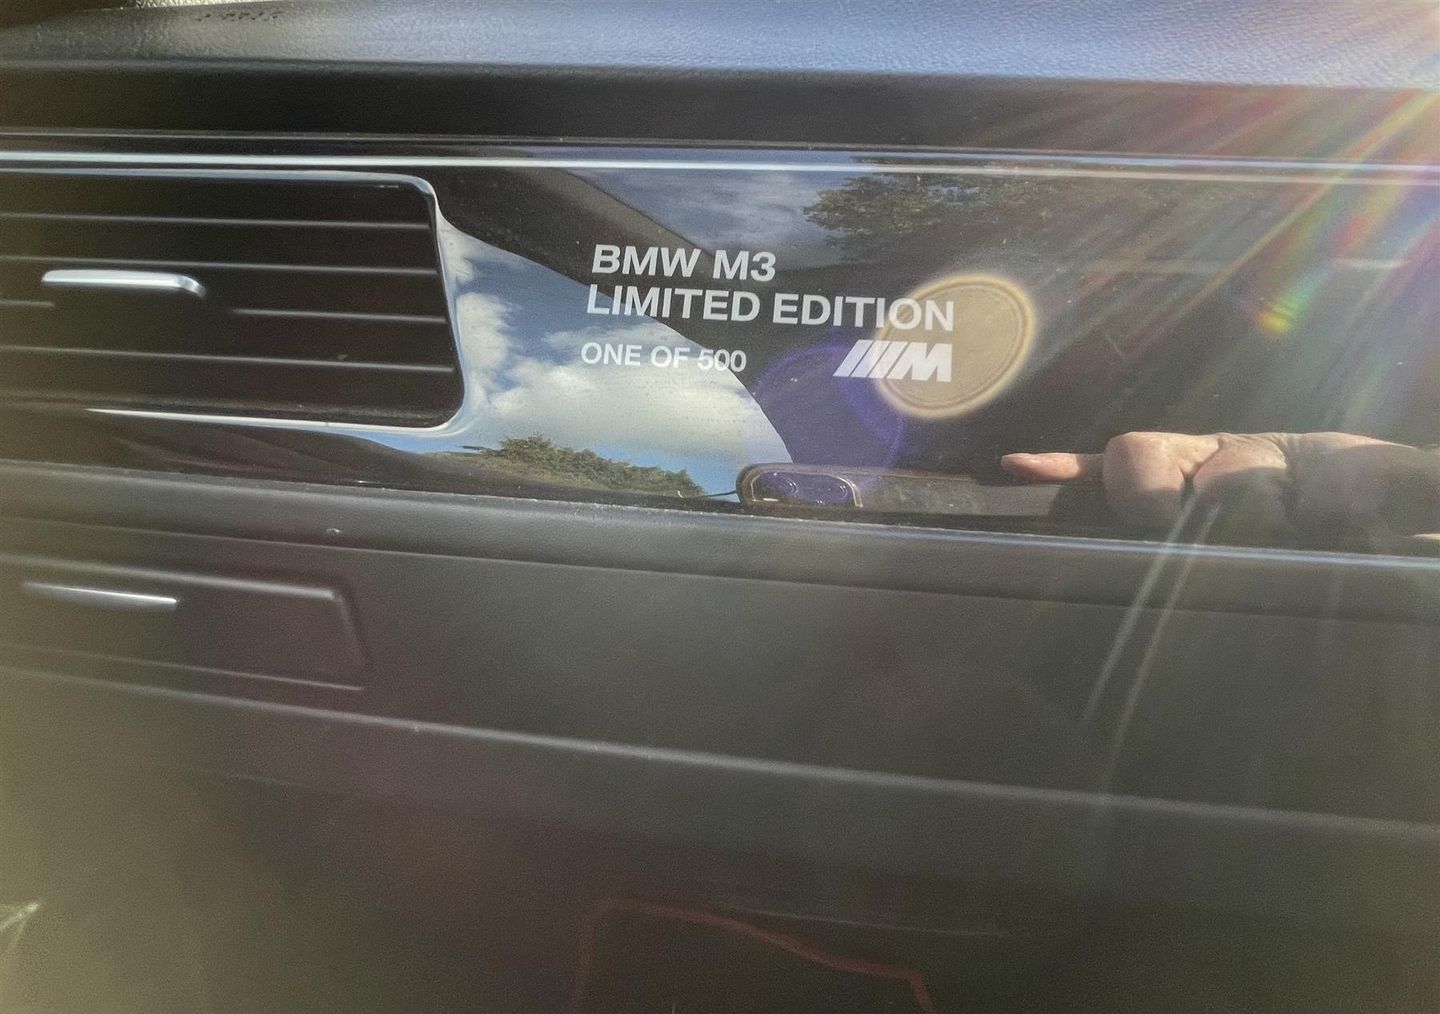 BMW M3
LIMITED EDITION
ONE OF 500
M